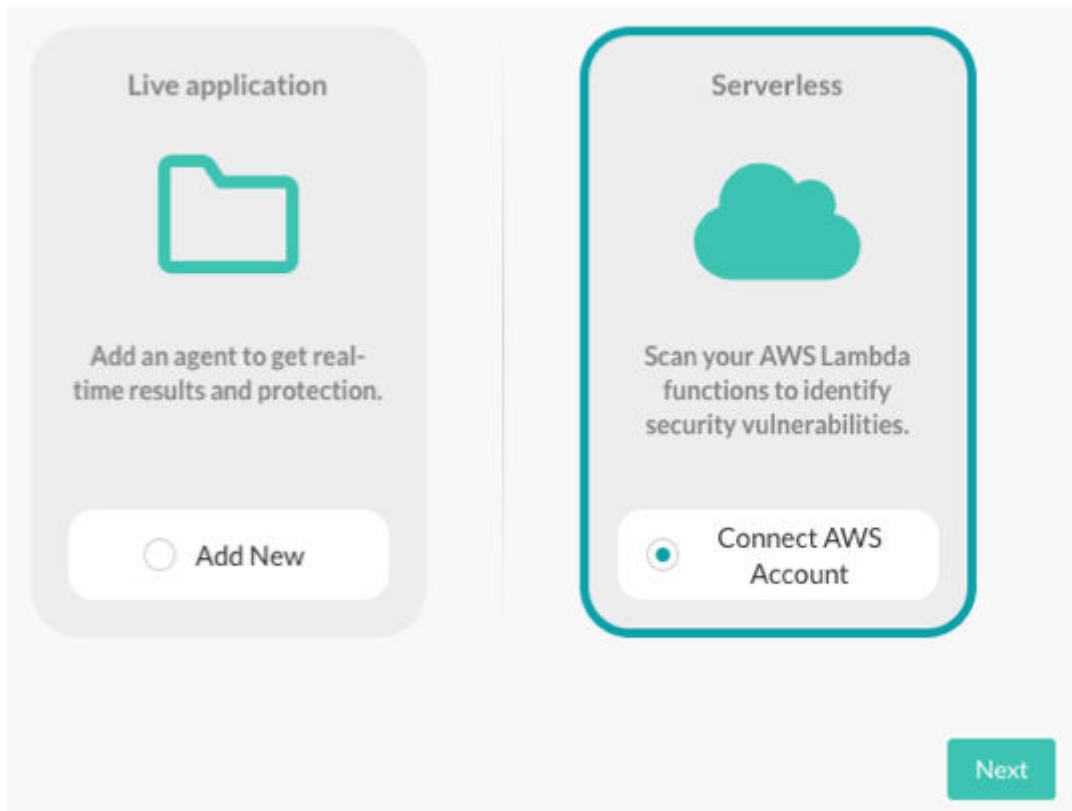 Live application
Add an agent to get real-
time results and protection.
Add New
Serverless
Scan your AWS Lambda
functions to identify
security vulnerabilities.
Connect AWS
Account
Next